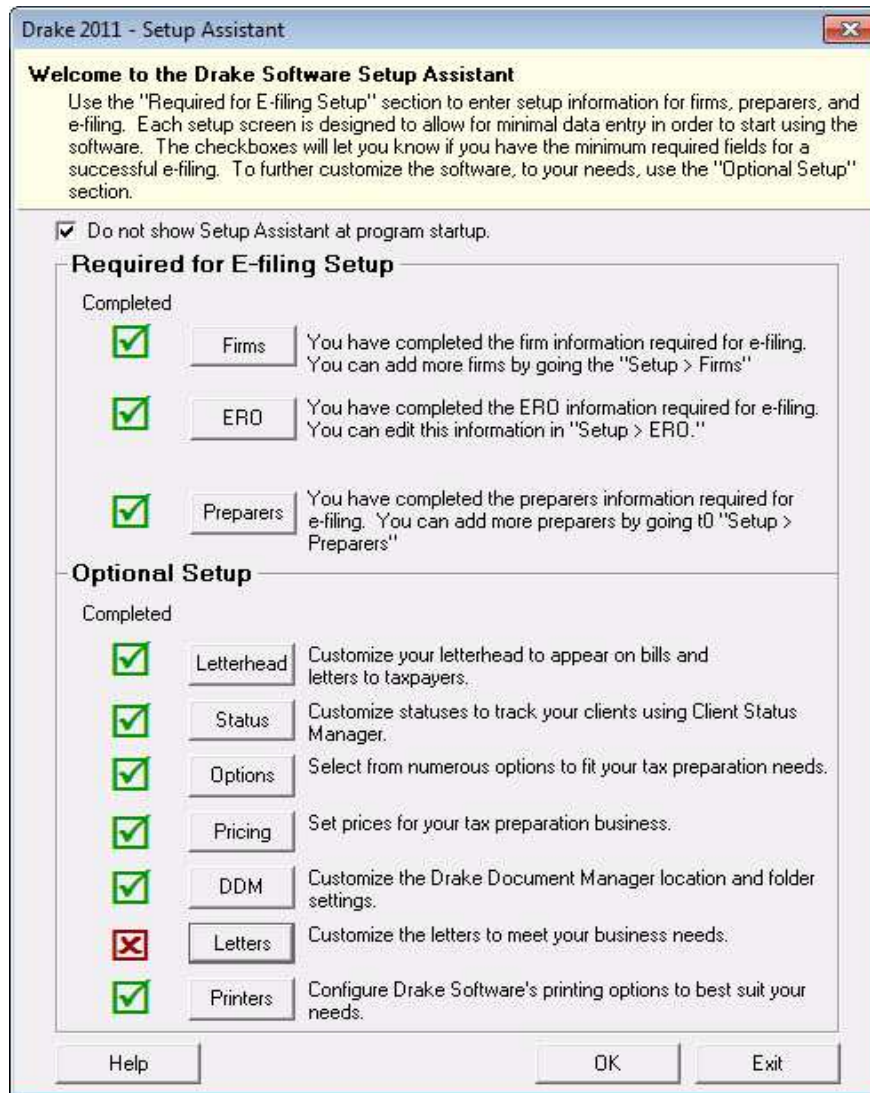 Drake 2011 - Setup Assistant
Welcome to the Drake Software Setup Assistant
Use the "Required for E-filing Setup" section to enter setup information for firms, preparers, and
e-filing. Each setup screen is designed to allow for minimal data entry in order to start using the
software. The checkboxes will let you know if you have the minimum required fields for a
successful e-filing. To further customize the software, to your needs, use the "Optional Setup"
section.
Do not show Setup Assistant at program startup.
Required for E-filing Setup
Completed
Firms
You have completed the firm information required for e-filing.
You can add more firms by going the "Setup > Firms"
ERO
You have completed the ERO information required for e-filing.
You can edit this information in "Setup > ERO."
Preparers
You have completed the preparers information required for
e-filing. You can add more preparers by going t0 "Setup >
Preparers"
Optional Setup
Completed
Letterhead
Customize your letterhead to appear on bills and
letters to taxpayers.
Status
Customize statuses to track your clients using Client Status
Manager.
Options
Select from numerous options to fit your tax preparation needs.
Pricing
Set prices for your tax preparation business.
DDM
Customize the Drake Document Manager location and folder
settings.
Letters
Customize the letters to meet your business needs.
Printers
Configure Drake Software's printing options to best suit your
needs.
Help
OK
Exit